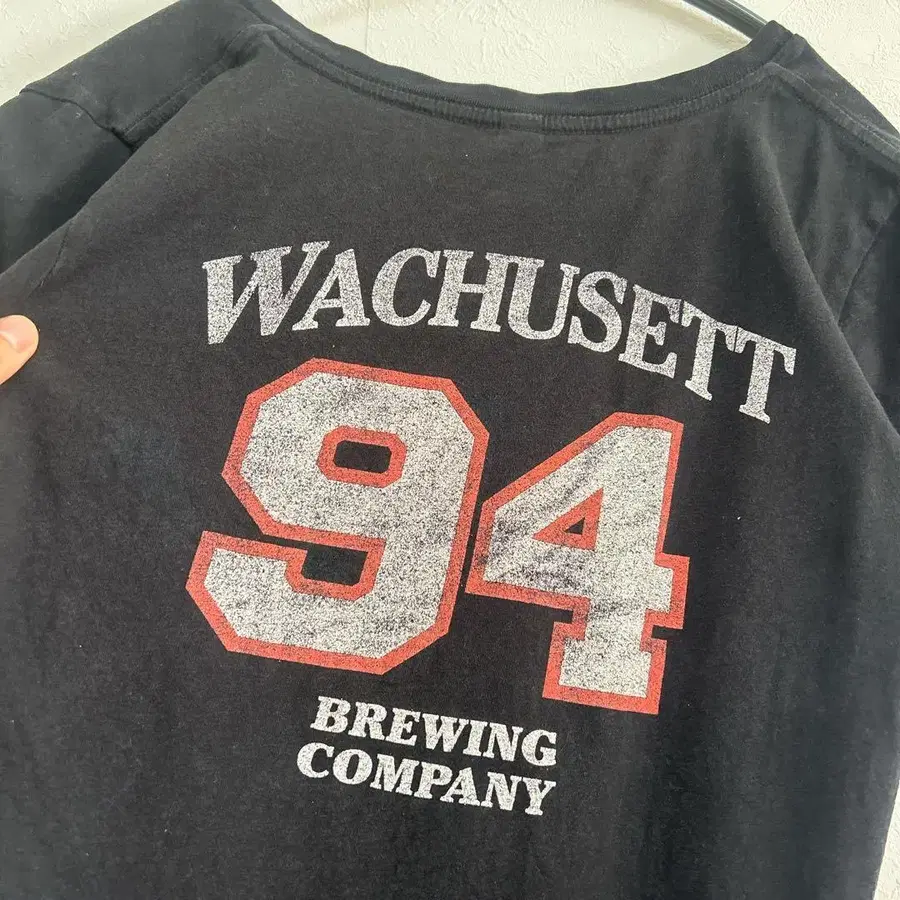 WACHUSETT
94
BREWING
COMPANY